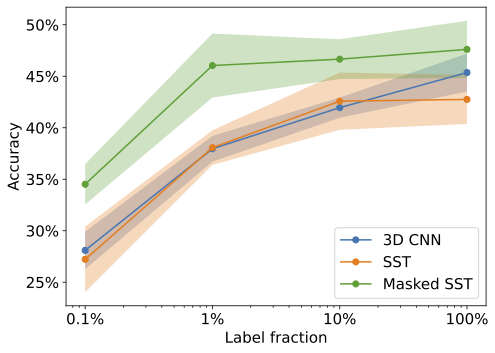 50%
45%
40%
35%
30%
25%
Accuracy
0.1%
1%
10%
100%
Label fraction
3D CNN
SST
Masked SST